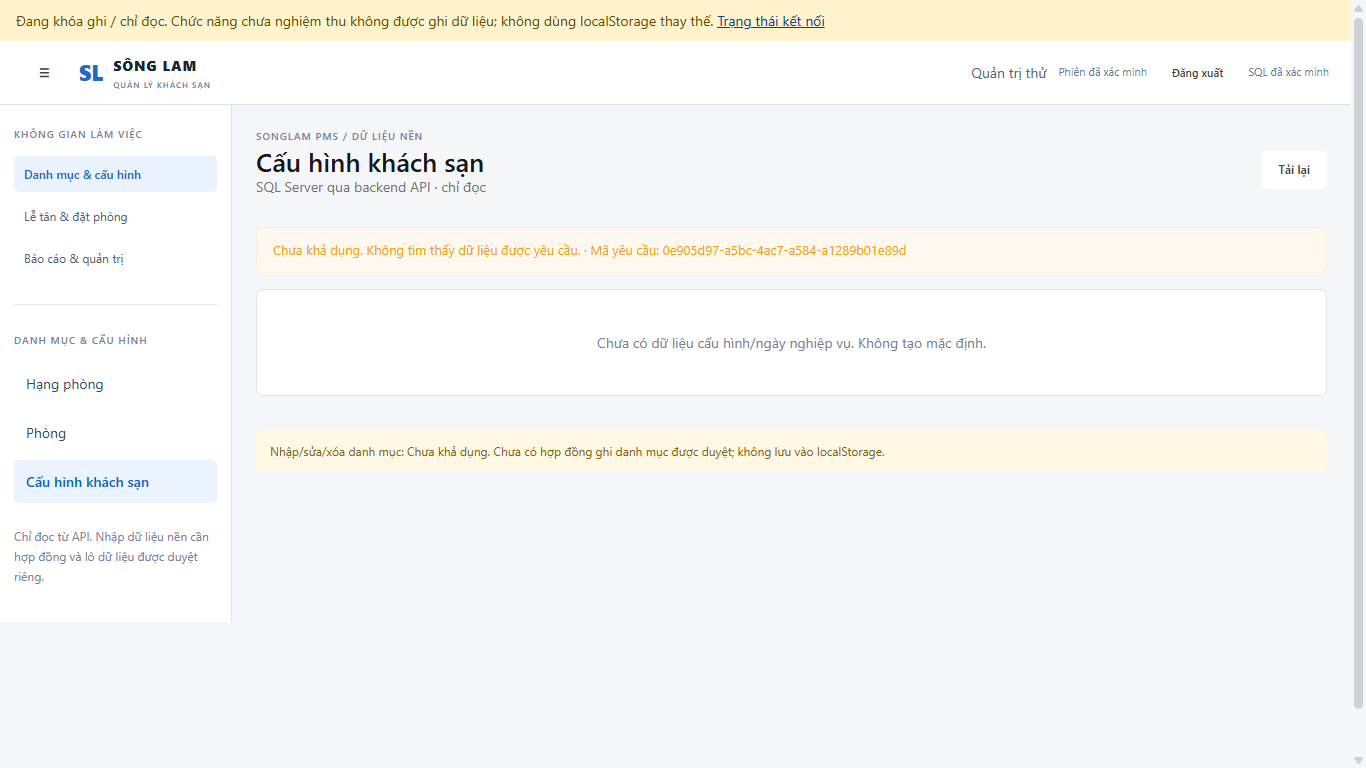 Đang khóa ghi / chỉ đọc. Chức năng chưa nghiệm thu không được ghi dữ liệu; không dùng localStorage thay thế. Trạng thái kết nối
☰ SL SÔNG LAM
QUẢN LÝ KHÁCH SẠN
Quản trị thử Phiên đã xác minh Đăng xuất SQL đã xác minh
KHÔNG GIAN LÀM VIỆC
Danh mục & cấu hình
Lễ tân & đặt phòng
Báo cáo & quản trị
DANH MỤC & CẤU HÌNH
Hạng phòng
Phòng
Cấu hình khách sạn
Chỉ đọc từ API. Nhập dữ liệu nền cần
hợp đồng và lô dữ liệu được duyệt
riêng.
SONGLAM PMS / DỮ LIỆU NỀN
Cấu hình khách sạn
SQL Server qua backend API · chỉ đọc
Tải lại
Chưa khả dụng. Không tìm thấy dữ liệu được yêu cầu. · Mã yêu cầu: 0e905d97-a5bc-4ac7-a584-a1289b01e89d
Chưa có dữ liệu cấu hình/ngày nghiệp vụ. Không tạo mặc định.
Nhập/sửa/xóa danh mục: Chưa khả dụng. Chưa có hợp đồng ghi danh mục được duyệt; không lưu vào localStorage.